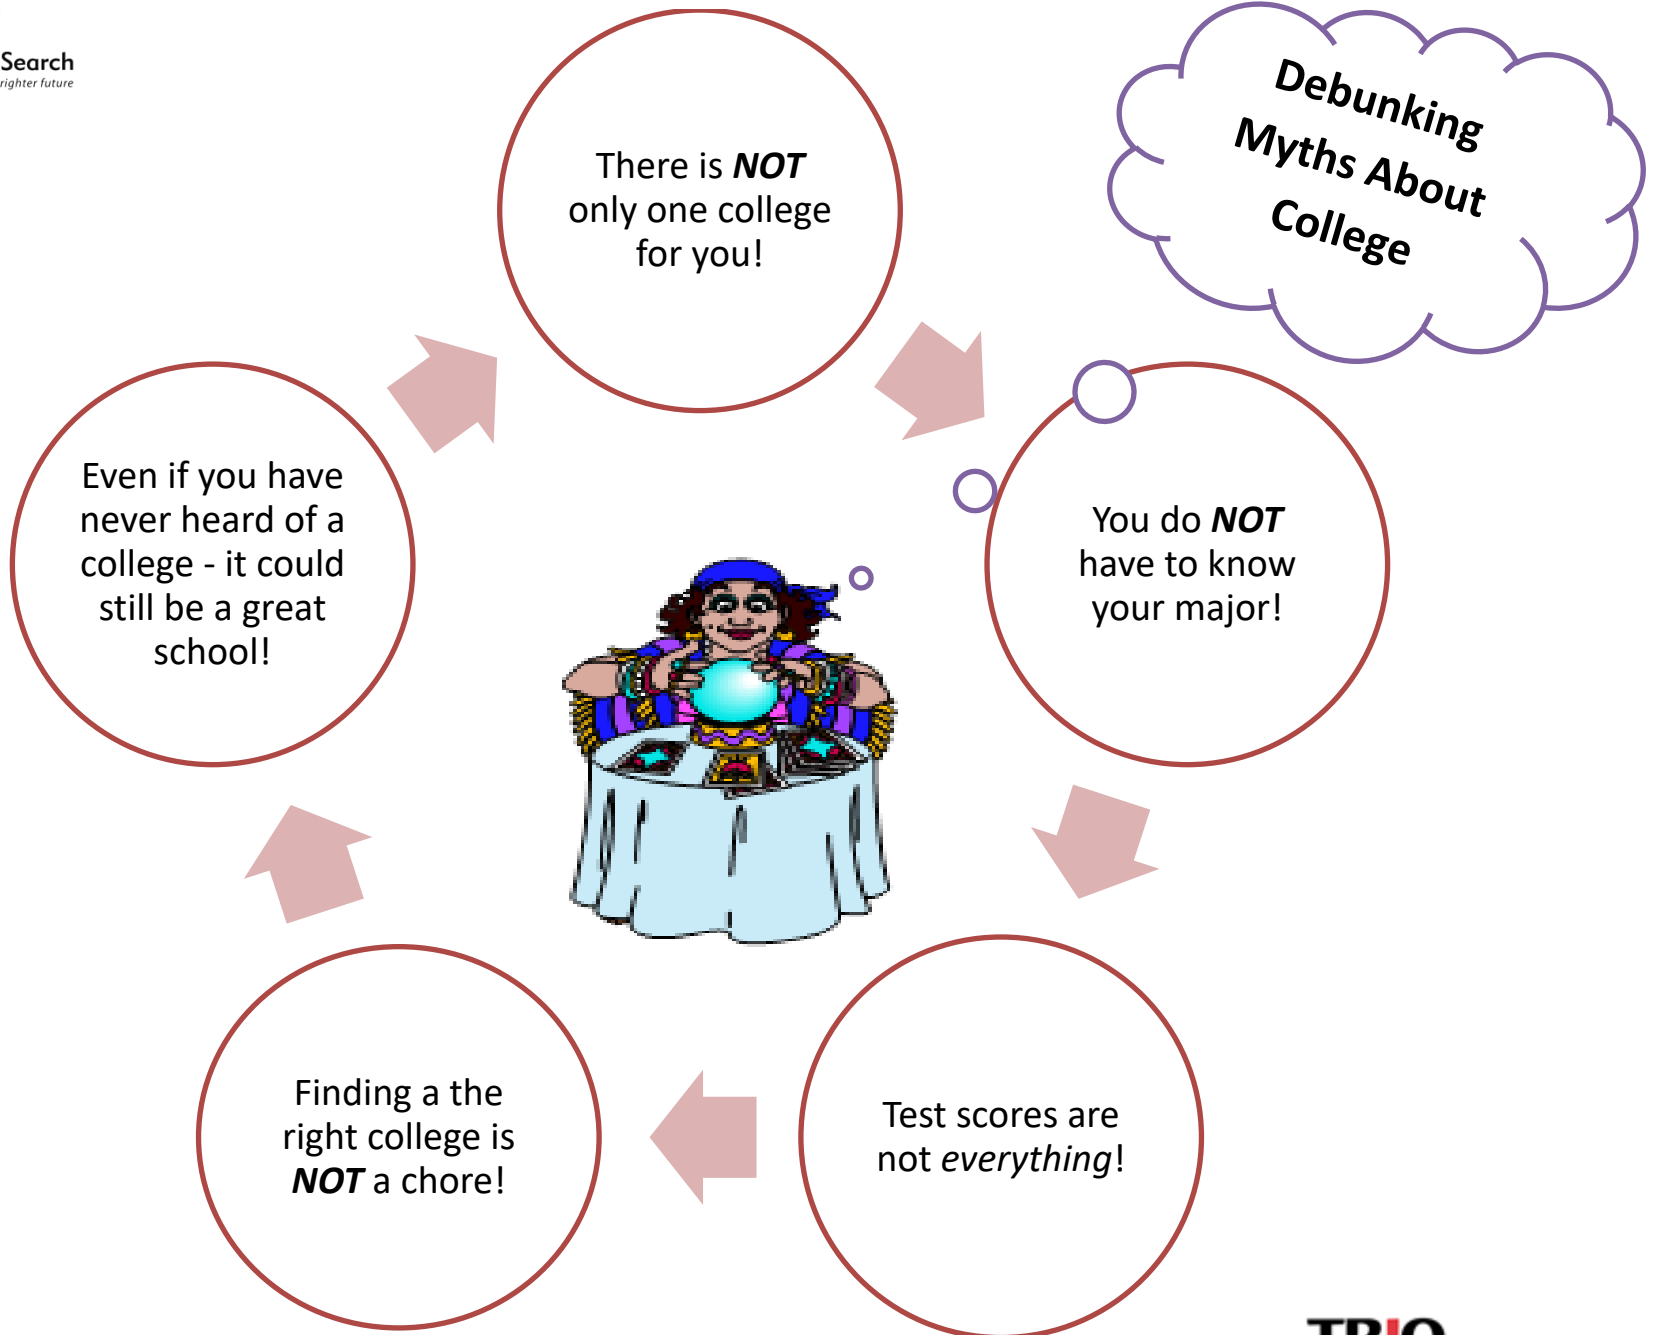 Search
righter future
Debunking
Myths About
College
There is NOT
only one college
for you!
You do NOT
have to know
your major!
Test scores are
not everything!
Finding a the
right college is
NOT a chore!
Even if you have
never heard of a
college - it could
still be a great
school!
TRIO